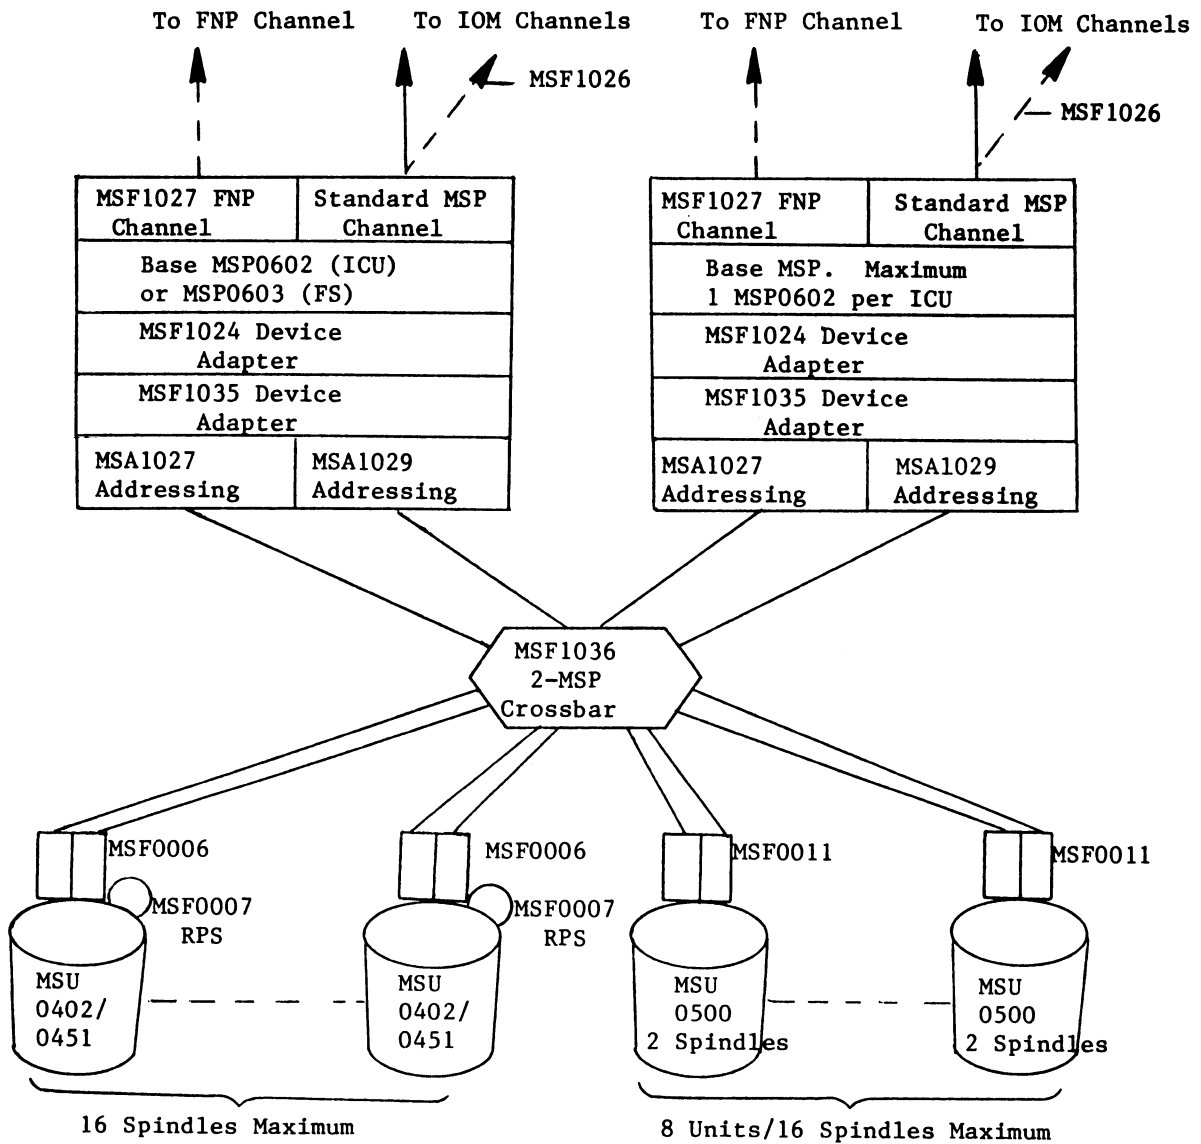 To FNP Channel
To IOM Channels
To FNP Channel
To IOM Channels
MSF1026
MSF1026
MSF1027 FNP
Channel
Standard MSP
Channel
Base MSP0602 (ICU)
or MSP0603 (FS)
MSF1024 Device
Adapter
MSF1035 Device
Adapter
MSA1027
Addressing
MSA1029
Addressing
MSF1027 FNP
Channel
Standard MSP
Channel
Base MSP. Maximum
1 MSP0602 per ICU
MSF1024 Device
Adapter
MSF1035 Device
Adapter
MSA1027
Addressing
MSA1029
Addressing
MSF1036
2-MSP
Crossbar
MSF0006
MSF0007
RPS
MSU
0402/
0451
MSF0006
MSF0007
RPS
MSU
0402/
0451
MSF0011
MSU
0500
2 Spindles
MSF0011
MSU
0500
2 Spindles
16 Spindles Maximum
8 Units/16 Spindles Maximum